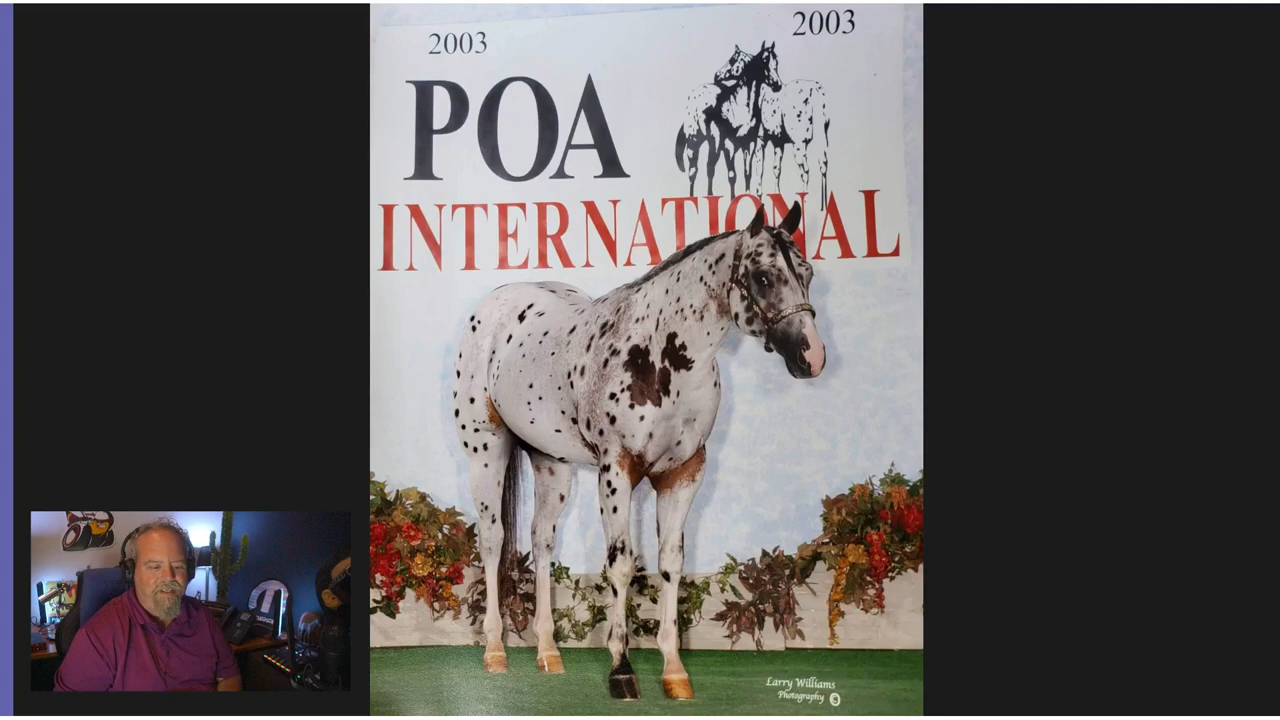 2003
2003
POA
INTERNATIONAL
Larry Williams
Photography